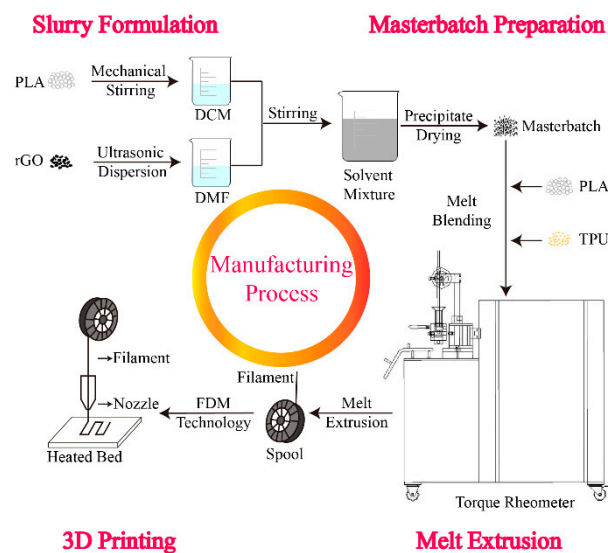 Slurry Formulation
Masterbatch Preparation
PLA
Mechanical
Stirring
DCM
rGO
Ultrasonic
Dispersion
DMF
Stirring
Solvent
Mixture
Precipitate
Drying
Masterbatch
Melt
Blending
PLA
TPU
Manufacturing
Process
Filament
Nozzle
Heated Bed
FDM
Technology
Filament
Spool
Melt
Extrusion
Torque Rheometer
3D Printing
Melt Extrusion